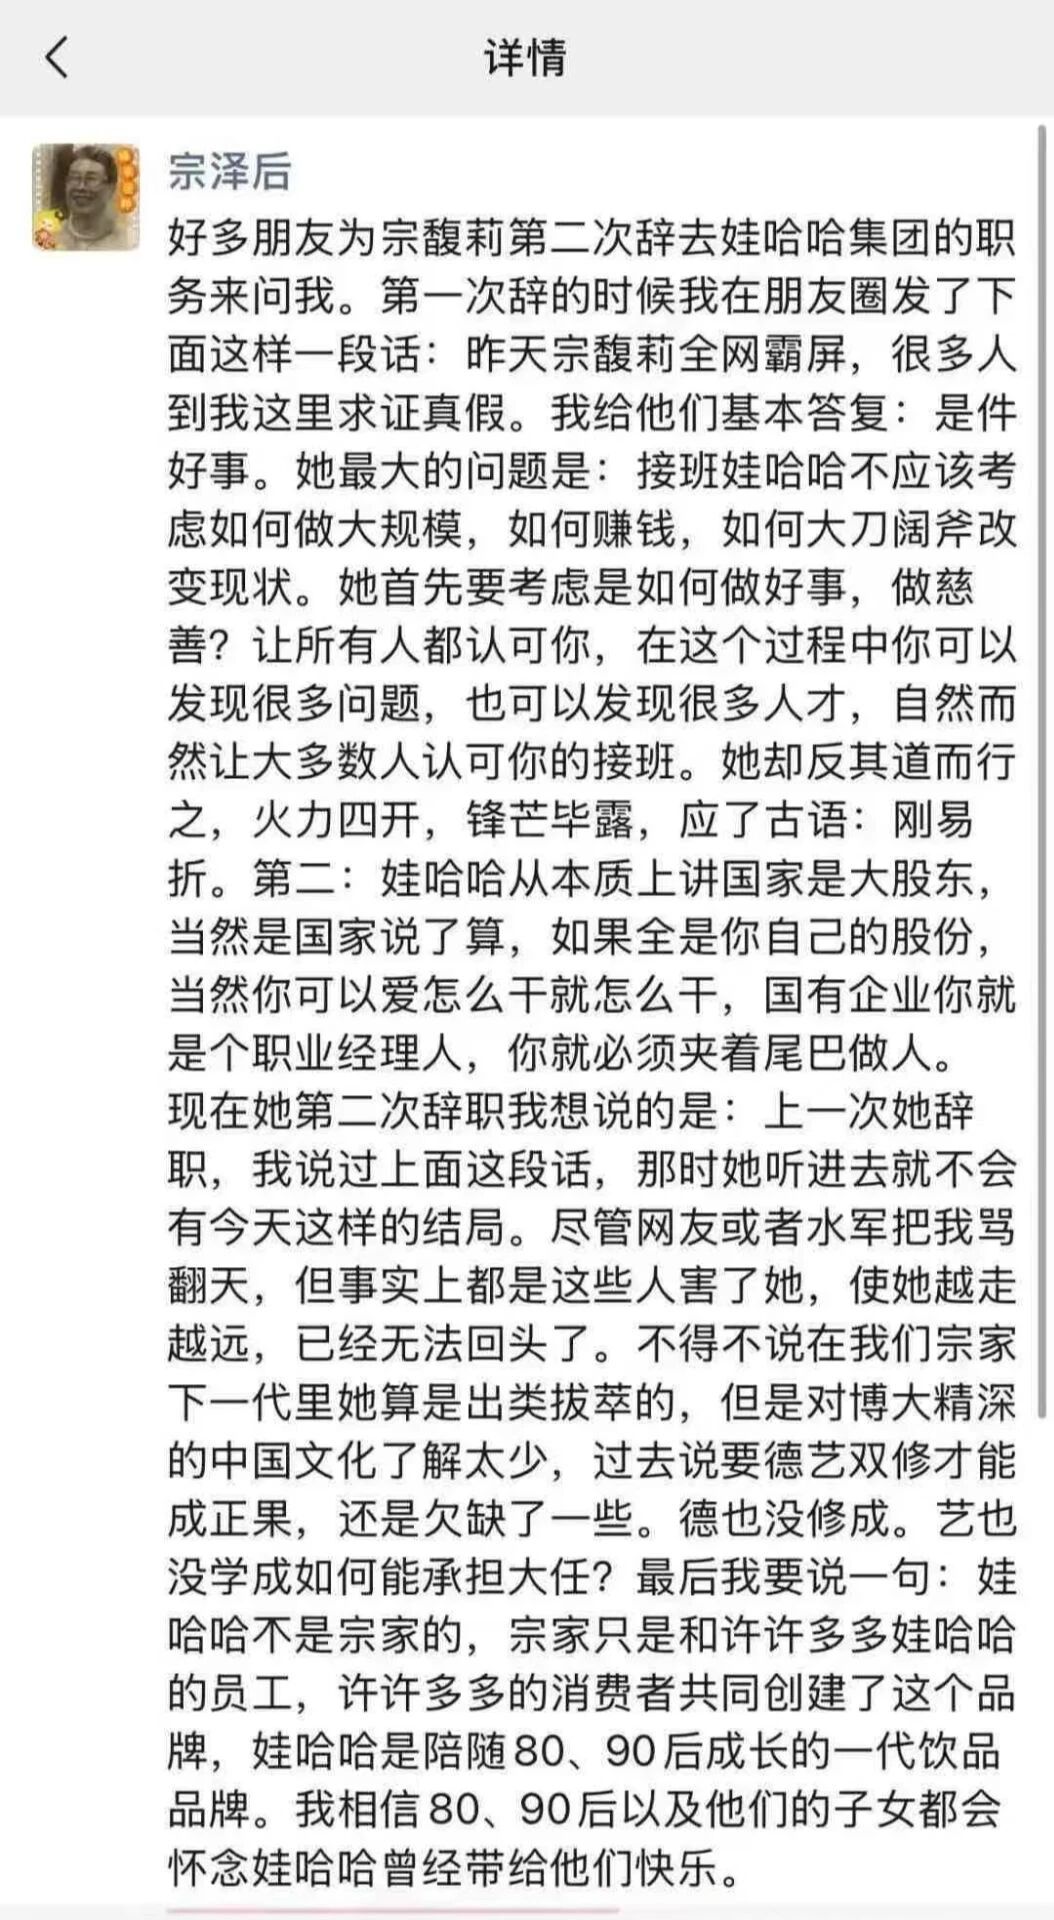 详情
宗泽后
好多朋友为宗馥莉第二次辞去娃哈哈集团的职
务来问我。第一次辞的时候我在朋友圈发了下
面这样一段话：昨天宗馥莉全网霸屏，很多人
到我这里求证真假。我给他们基本答复：是件
好事。她最大的问题是：接班娃哈哈不应该考
虑如何做大规模，如何赚钱，如何大刀阔斧改
变现状。她首先要考虑是如何做好事，做慈
善？让所有人都认可你，在这个过程中你可以
发现很多问题，也可以发现很多人才，自然而
然让大多数人认可你的接班。她却反其道而行
之，火力四开，锋芒毕露，应了古语：刚易
折。第二：娃哈哈从本质上讲国家是大股东，
当然是国家说了算，如果全是你自己的股份，
当然你可以爱怎么干就怎么干，国有企业你就
是个职业经理人，你就必须夹着尾巴做人。
现在她第二次辞职我想说的是：上一次她辞
职，我说过上面这段话，那时她听进去就不会
有今天这样的结局。尽管网友或者水军把我骂
翻天，但事实上都是这些人害了她，使她越走
越远，已经无法回头了。不得不说在我们宗家
下一代里她算是出类拔萃的，但是对博大精深
的中国文化了解太少，过去说要德艺双修才能
成正果，还是欠缺了一些。德也没修成。艺也
没学成如何能承担大任？最后我要说一句：娃
哈哈不是宗家的，宗家只是和许许多多娃哈哈
的员工，许许多多的消费者共同创建了这个品
牌，娃哈哈是陪随80、90后成长的一代饮品
品牌。我相信80、90后以及他们的子女都会
怀念娃哈哈曾经带给他们快乐。